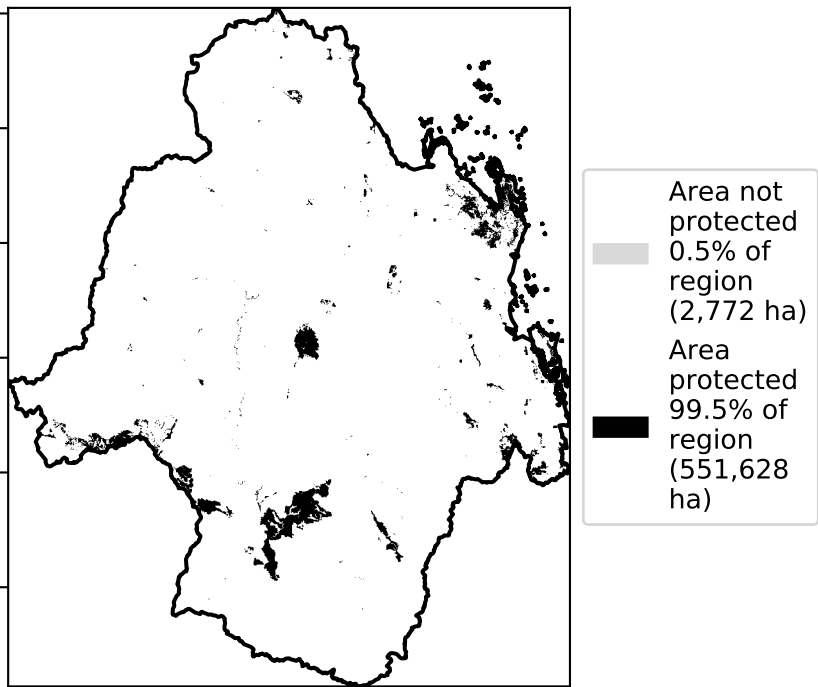 Area not
protected
0.5% of
region
(2,772 ha)
Area
protected
99.5% of
region
(551,628
ha)